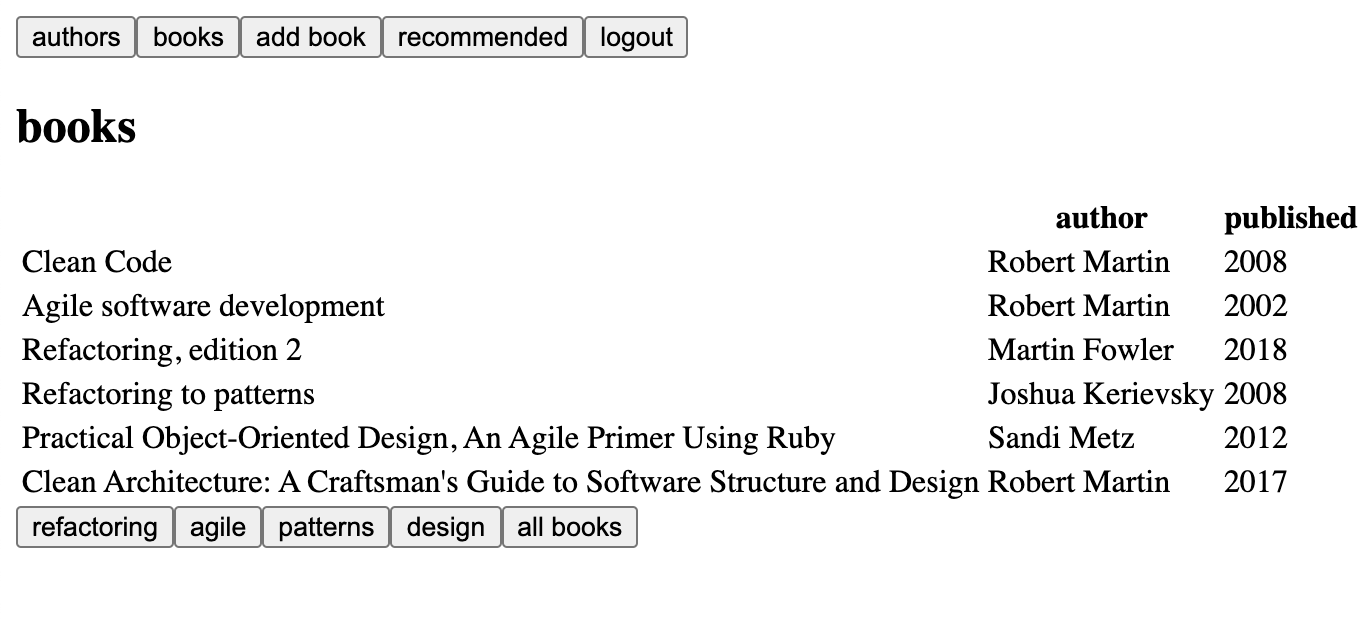 authors books add book recommended logout
books
author published
Clean Code Robert Martin 2008
Agile software development Robert Martin 2002
Refactoring, edition 2 Martin Fowler 2018
Refactoring to patterns Joshua Kerievsky 2008
Practical Object-Oriented Design, An Agile Primer Using Ruby Sandi Metz 2012
Clean Architecture: A Craftsman's Guide to Software Structure and Design Robert Martin 2017
refactoring agile patterns design all books